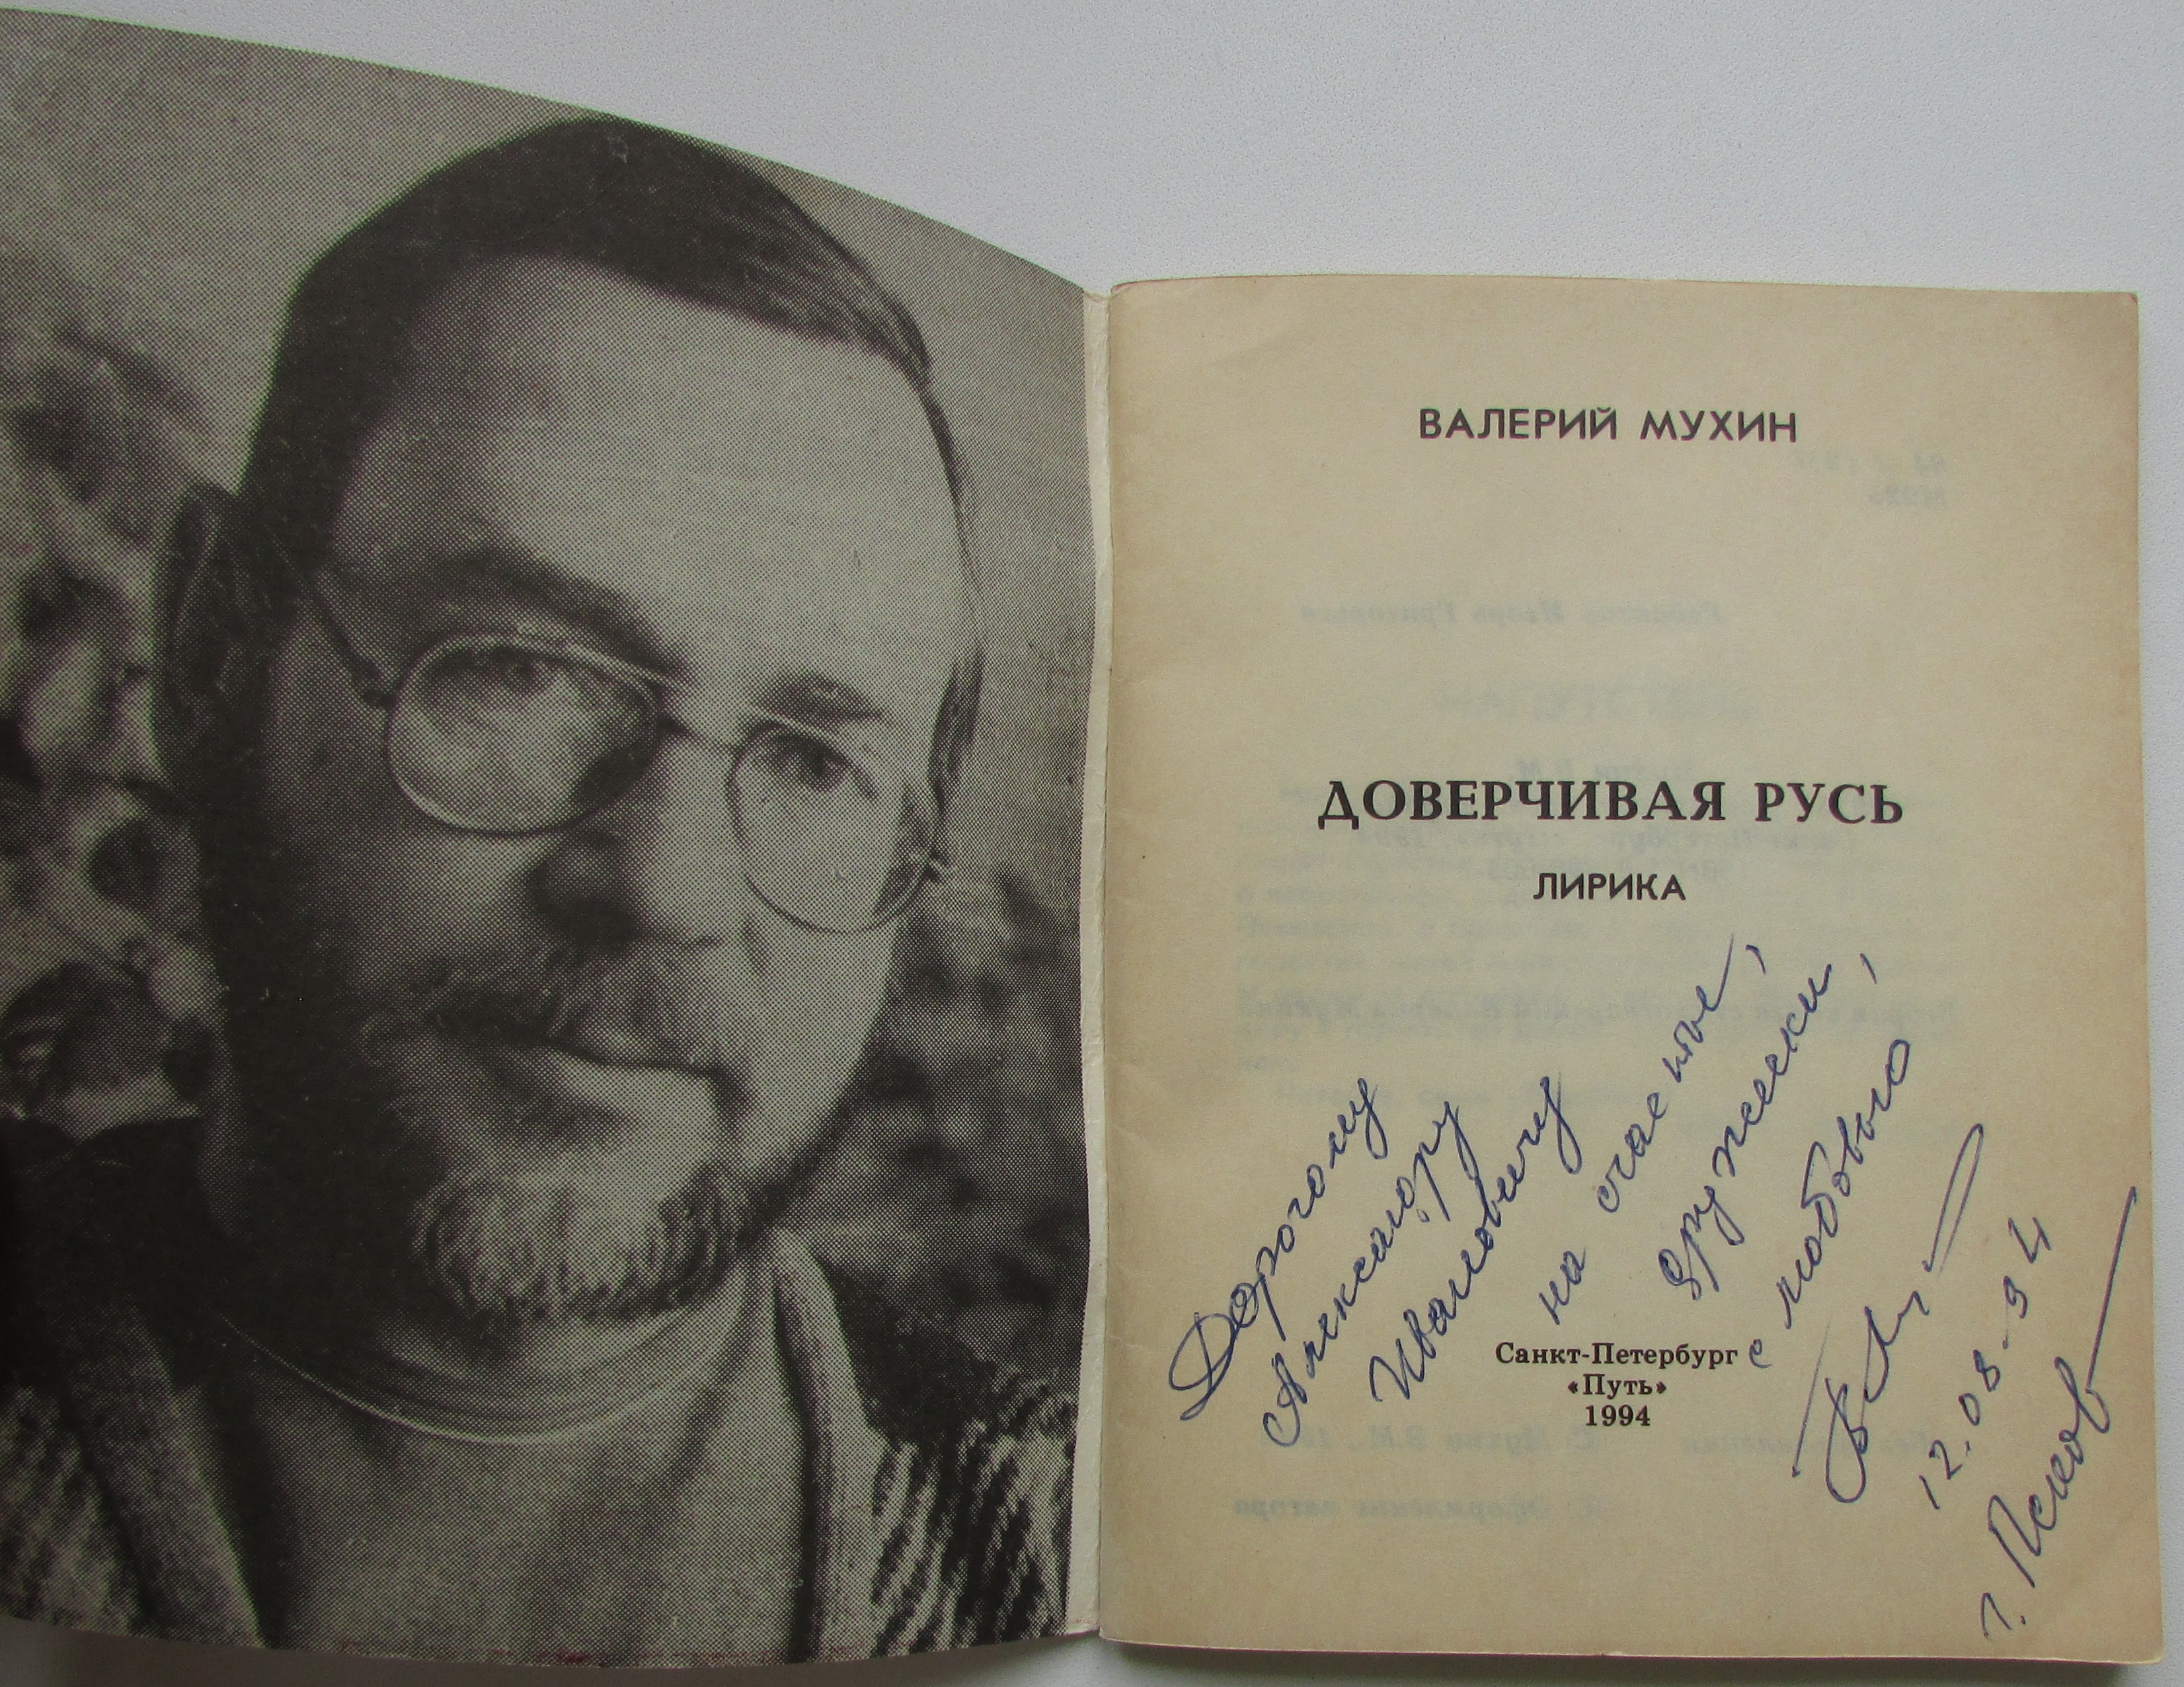 ВАЛЕРИЙ МУХИН
ДОВЕРЧИВАЯ РУСЬ
ЛИРИКА
Дорогому
Александру
Ивановичу
на счастье,
дружески,
с любовью
12.08.94
г. Псков
Санкт-Петербург
«Путь»
1994